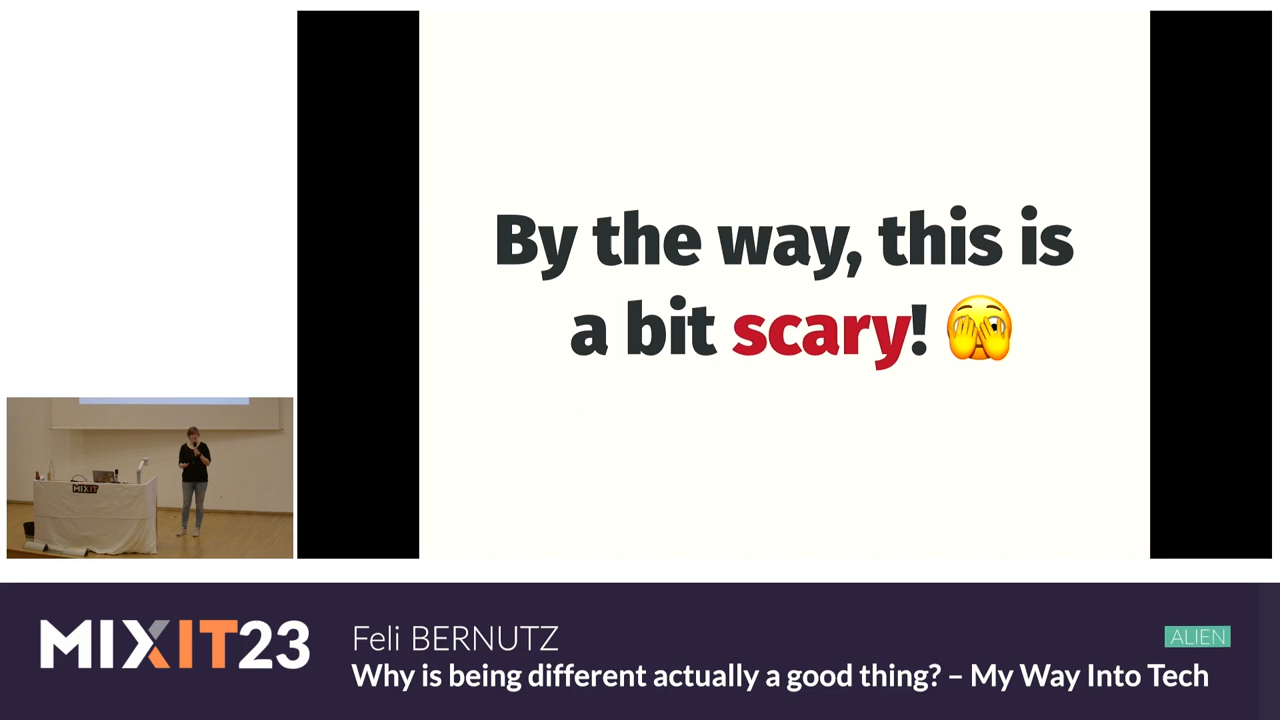 By the way, this is
a bit scary!
MIXIT
MIXIT23
Feli BERNUTZ
ALIEN
Why is being different actually a good thing? – My Way Into Tech